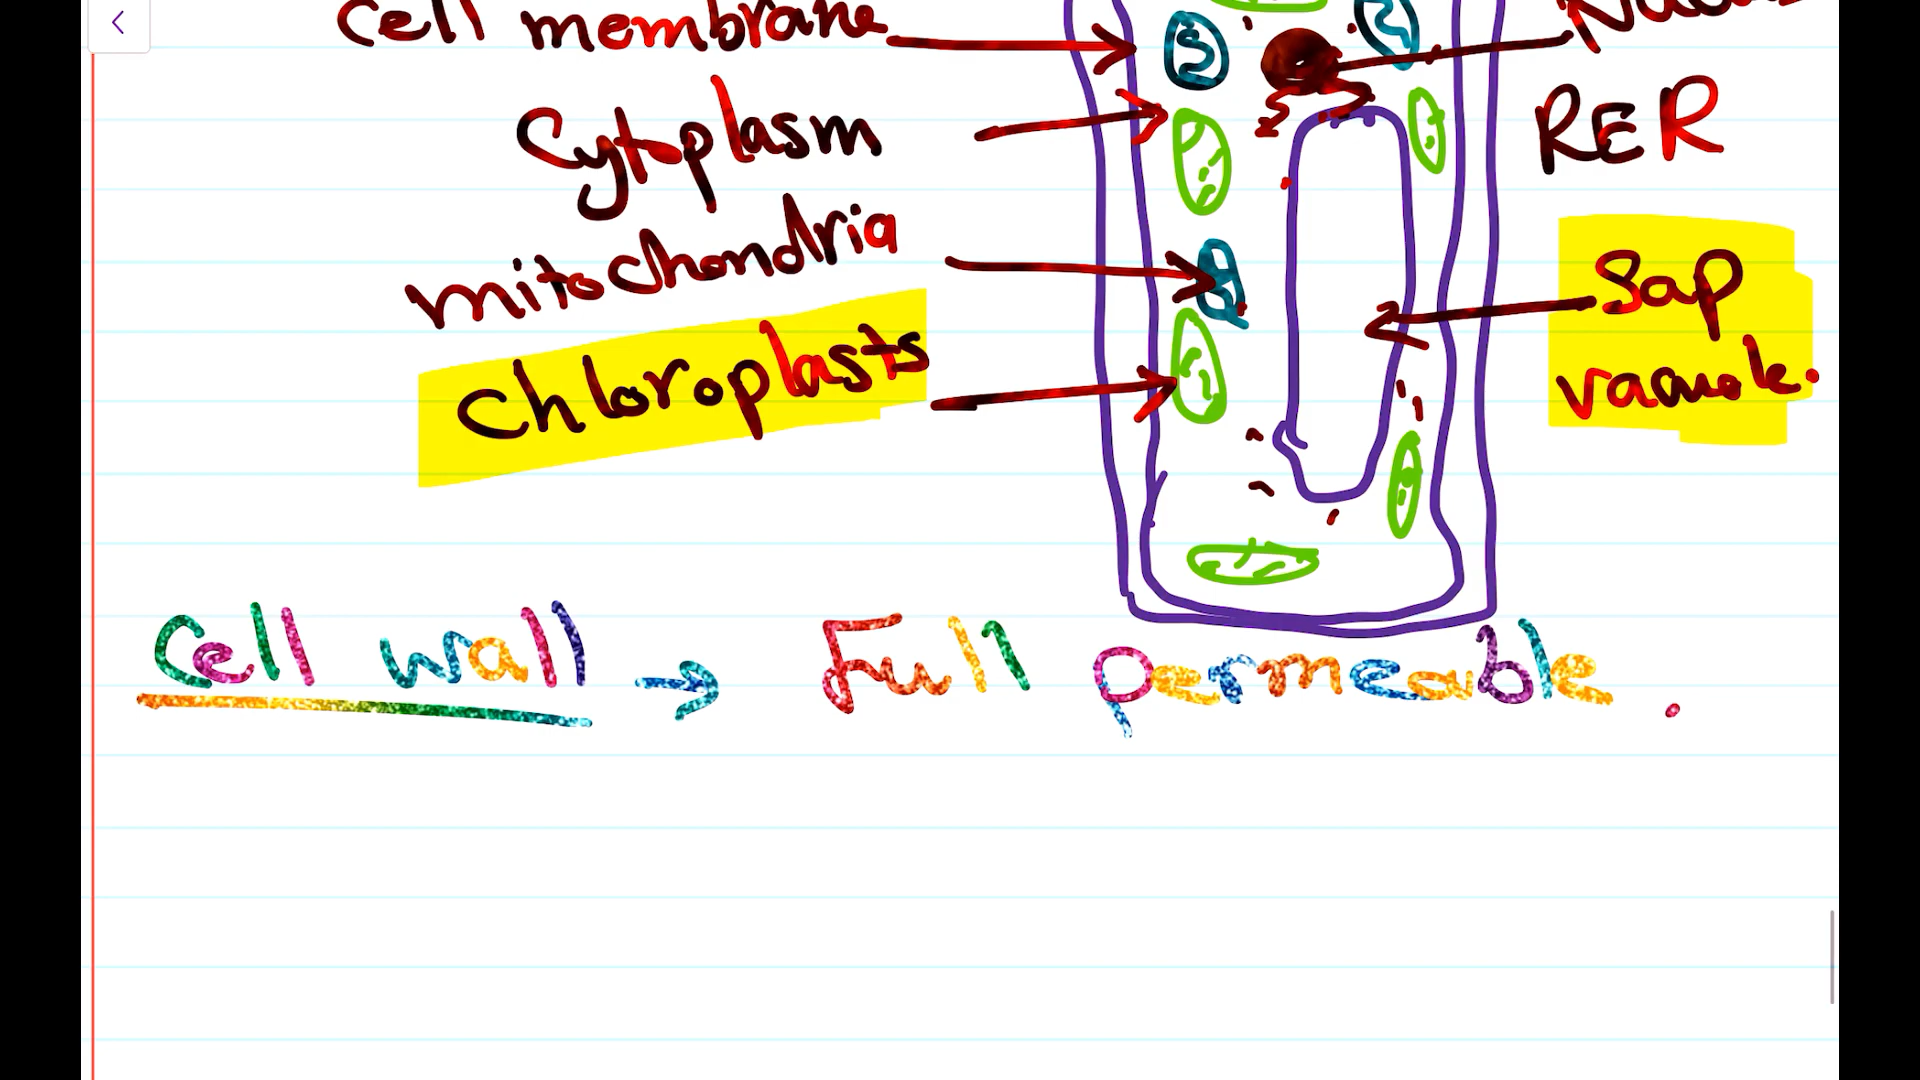 Cell membrane
Cytoplasm
RER
mitochondria
Sap
Chloroplasts
vacuole.
Cell wall → Full permeable.